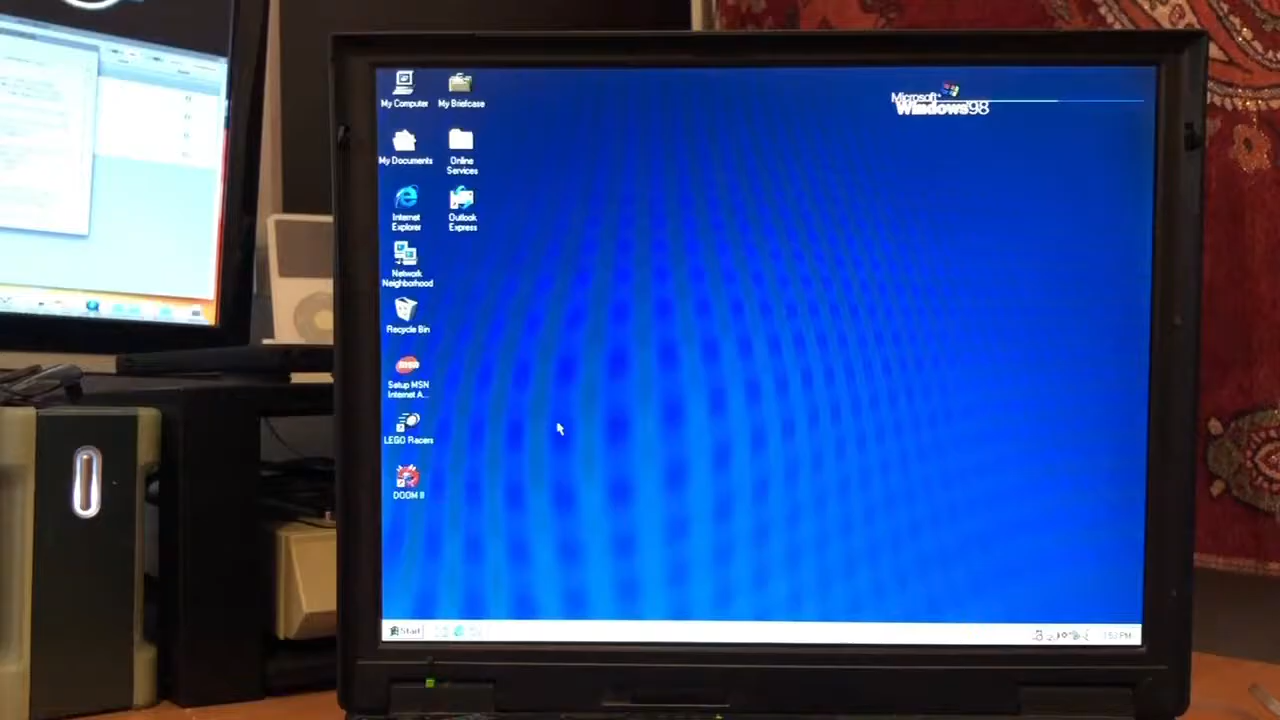 My Computer
My Briefcase
Microsoft
Windows98
My Documents
Online
Services
Internet
Explorer
Outlook
Express
Network
Neighborhood
Recycle Bin
Setup MSN
Internet A...
LEGO Racers
DOOM II
Start